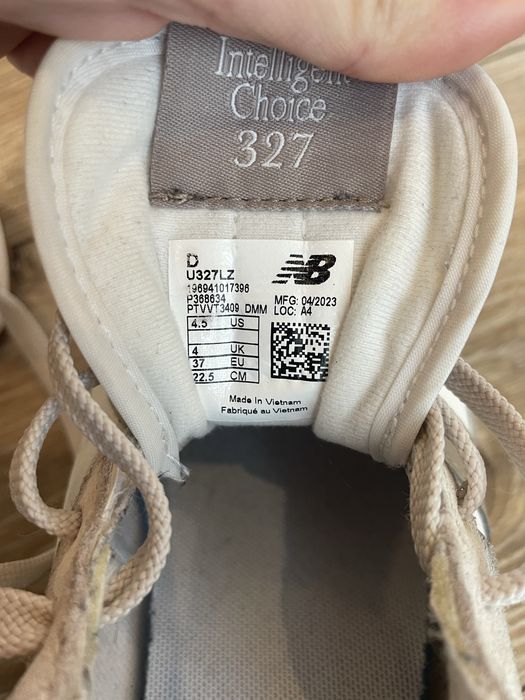 Intelligent
Choice
327
D
U327LZ
NB
196941017396
P368634
MFG: 04/2023
PTVVT3409 DMM
LOC: A4
4.5 US
4 UK
37 EU
22.5 CM
Made In Vietnam
Fabriqué au Vietnam